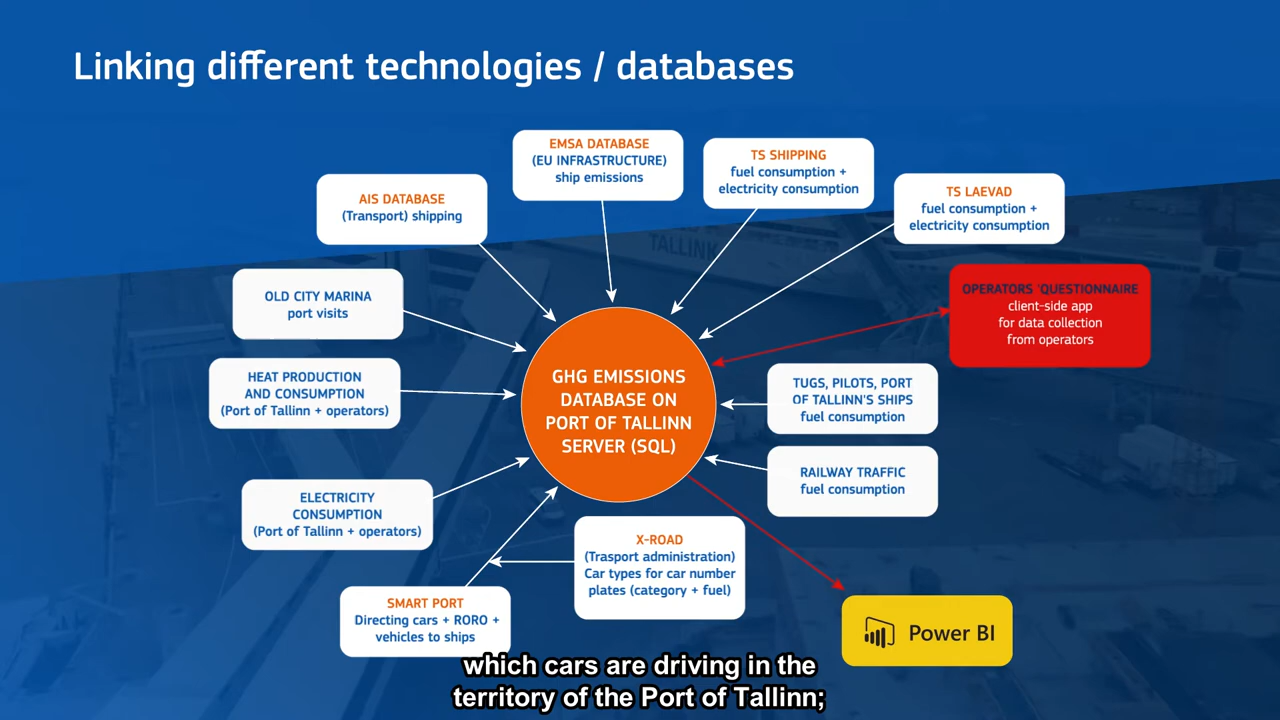 Linking different technologies / databases
EMSA DATABASE
(EU INFRASTRUCTURE)
ship emissions
TS SHIPPING
fuel consumption +
electricity consumption
AIS DATABASE
(Transport) shipping
TS LAEVAD
fuel consumption +
electricity consumption
TALLINK
OLD CITY MARINA
port visits
OPERATORS 'QUESTIONNAIRE
client-side app
for data collection
from operators
HEAT PRODUCTION
AND CONSUMPTION
(Port of Tallinn + operators)
GHG EMISSIONS
DATABASE ON
PORT OF TALLINN
SERVER (SQL)
TUGS, PILOTS, PORT
OF TALLINN'S SHIPS
fuel consumption
RAILWAY TRAFFIC
fuel consumption
ELECTRICITY
CONSUMPTION
(Port of Tallinn + operators)
X-ROAD
(Trasport administration)
Car types for car number
plates (category + fuel)
SMART PORT
Directing cars + RORO +
vehicles to ships
Power BI
which cars are driving in the
territory of the Port of Tallinn;